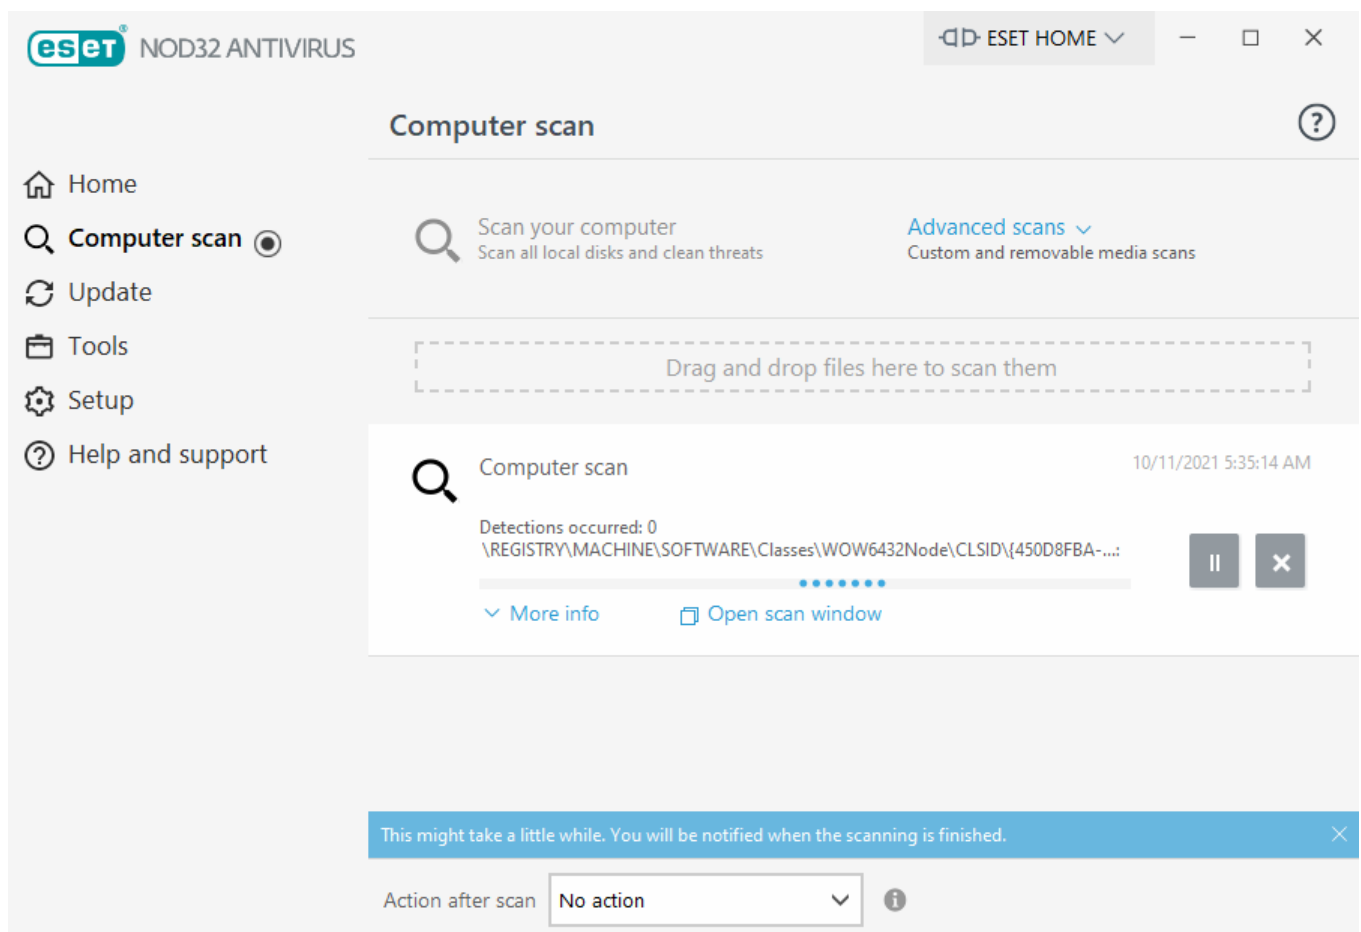 eset® NOD32 ANTIVIRUS
ESET HOME
Computer scan
Home
Computer scan
Update
Tools
Setup
Help and support
Scan your computer
Scan all local disks and clean threats
Advanced scans
Custom and removable media scans
Drag and drop files here to scan them
Computer scan
10/11/2021 5:35:14 AM
Detections occurred: 0
\REGISTRY\MACHINE\SOFTWARE\Classes\WOW6432Node\CLSID\{450D8FBA-...:
More info
Open scan window
This might take a little while. You will be notified when the scanning is finished.
Action after scan
No action